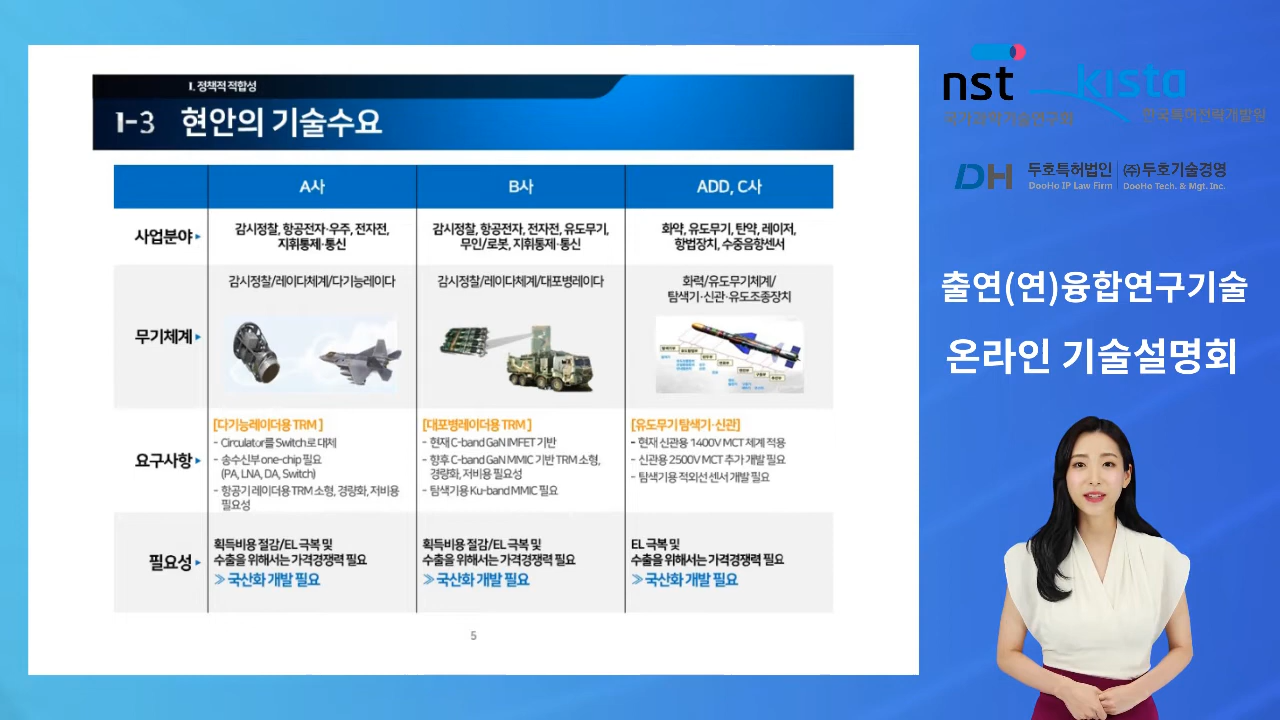 I. 정책적 적합성
1-3 현안의 기술수요
A사
B사
ADD, C사
사업분야
감시정찰, 항공전자·우주, 전자전,
지휘통제·통신
감시정찰, 항공전자, 전자전, 유도무기,
무인/로봇, 지휘통제·통신
화약, 유도무기, 탄약, 레이저,
항법장치, 수중음향센서
무기체계
감시정찰/레이다체계/다기능레이다
감시정찰/레이다체계/대포병레이다
화력/유도무기체계/
탐색기·신관·유도조종장치
요구사항
[다기능레이더용 TRM ]
- Circulator를 Switch로 대체
- 송수신부 one-chip 필요
(PA, LNA, DA, Switch)
- 항공기 레이더용 TRM 소형, 경량화, 저비용
필요성
[대포병레이더용 TRM ]
- 현재 C-band GaN IMFET 기반
- 향후 C-band GaN MMIC 기반 TRM 소형,
경량화, 저비용 필요성
- 탐색기용 Ku-band MMIC 필요
[유도무기 탐색기·신관]
- 현재 신관용 1400V MCT 체계 적용
- 신관용 2500V MCT 추가 개발 필요
- 탐색기용 적외선 센서 개발 필요
필요성
획득비용 절감/EL 극복 및
수출을 위해서는 가격경쟁력 필요
≫ 국산화 개발 필요
획득비용 절감/EL 극복 및
수출을 위해서는 가격경쟁력 필요
≫ 국산화 개발 필요
EL 극복 및
수출을 위해서는 가격경쟁력 필요
≫ 국산화 개발 필요
5
nst
국가과학기술연구회
kista
한국특허전략개발원
DH 두호특허법인 (주)두호기술경영
DooHo IP Law Firm DooHo Tech. & Mgt. Inc.
출연(연)융합연구기술
온라인 기술설명회